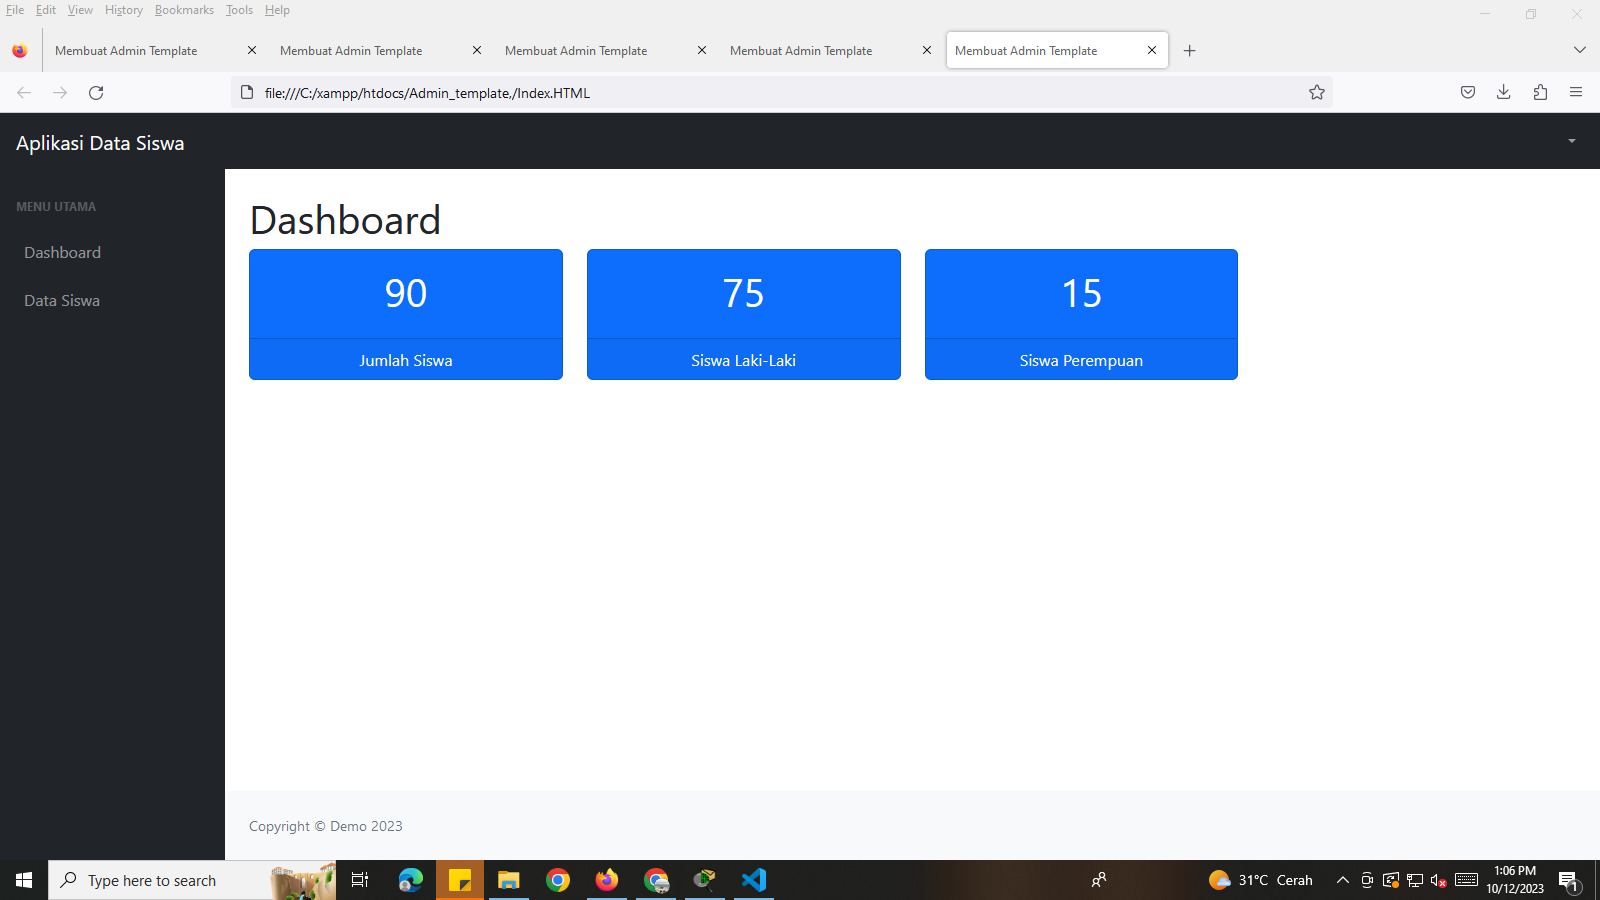 File Edit View History Bookmarks Tools Help
Membuat Admin Template
Membuat Admin Template
Membuat Admin Template
Membuat Admin Template
Membuat Admin Template
file:///C:/xampp/htdocs/Admin_template,/Index.HTML
Aplikasi Data Siswa
MENU UTAMA
Dashboard
Data Siswa
Dashboard
90
Jumlah Siswa
75
Siswa Laki-Laki
15
Siswa Perempuan
Copyright © Demo 2023
Type here to search
31°C Cerah
1:06 PM
10/12/2023
1